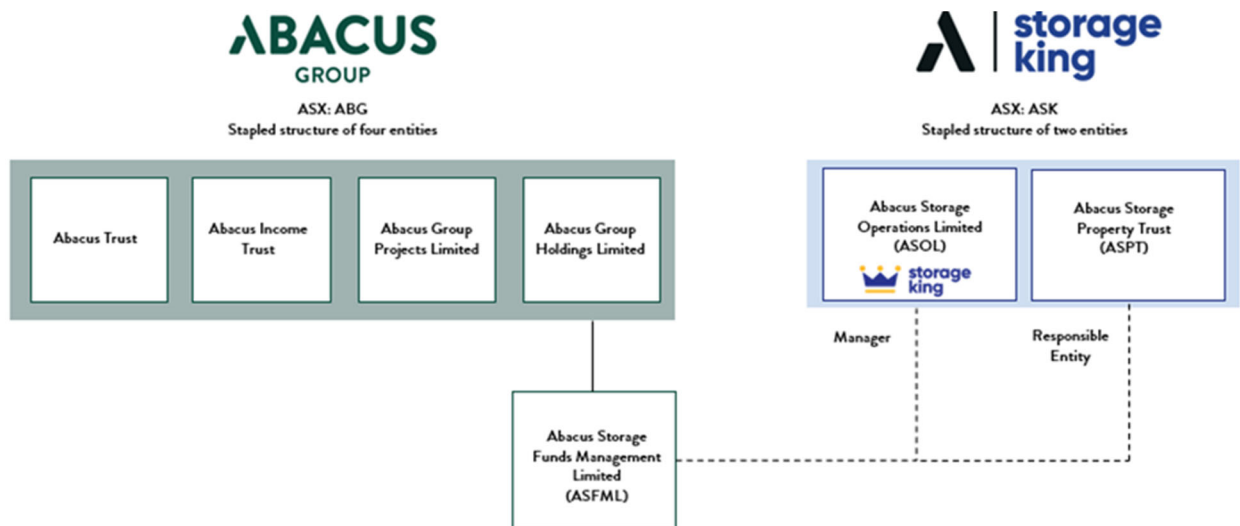 ABACUS
GROUP
ASX: ABG
Stapled structure of four entities
storage
king
ASX: ASK
Stapled structure of two entities
Abacus Trust
Abacus Income
Trust
Abacus Group
Projects Limited
Abacus Group
Holdings Limited
Abacus Storage
Operations Limited
(ASOL)
storage
king
Abacus Storage
Property Trust
(ASPT)
Manager
Responsible
Entity
Abacus Storage
Funds Management
Limited
(ASFML)